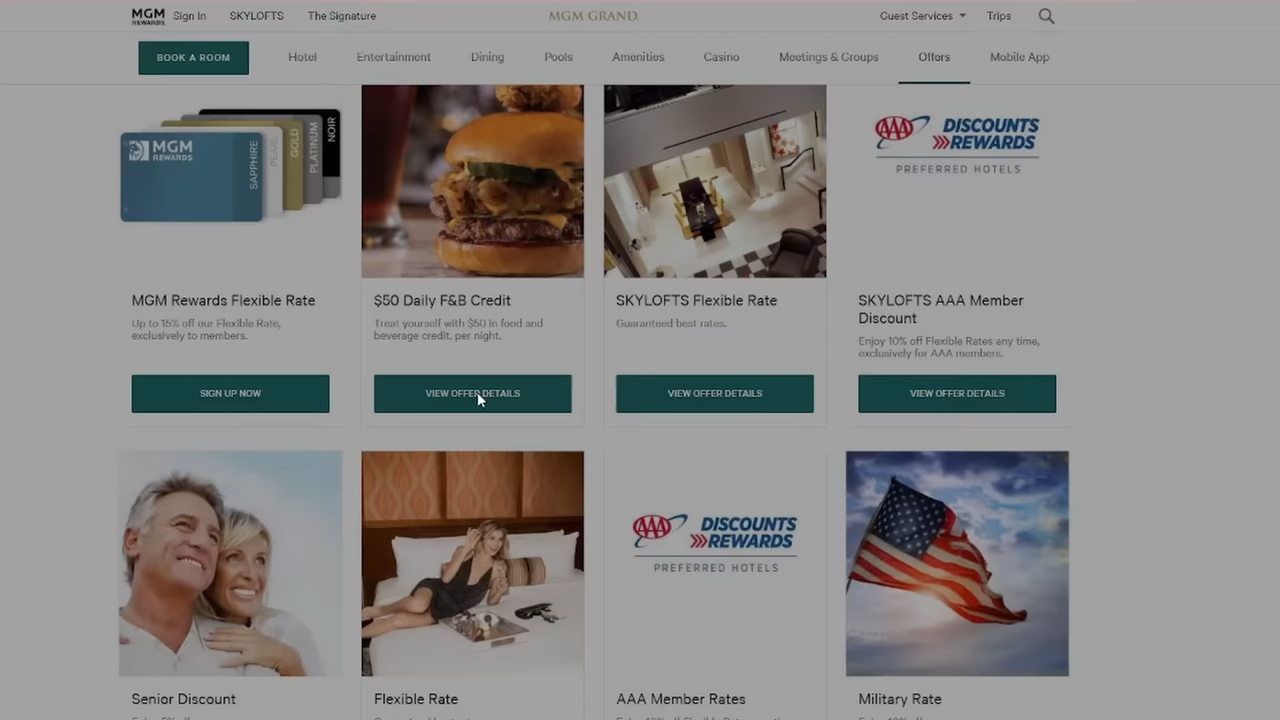 MGM REWARDS Sign In SKYLOFTS The Signature MGM GRAND Guest Services Trips
BOOK A ROOM Hotel Entertainment Dining Pools Amenities Casino Meetings & Groups Offers Mobile App
MGM REWARDS SAPPHIRE PEARL GOLD PLATINUM NOIR
AAA DISCOUNTS REWARDS
PREFERRED HOTELS
MGM Rewards Flexible Rate
Up to 15% off our Flexible Rate,
exclusively to members.
SIGN UP NOW
$50 Daily F&B Credit
Treat yourself with $50 in food and
beverage credit, per night.
VIEW OFFER DETAILS
SKYLOFTS Flexible Rate
Guaranteed best rates.
VIEW OFFER DETAILS
SKYLOFTS AAA Member
Discount
Enjoy 10% off Flexible Rates any time,
exclusively for AAA members.
VIEW OFFER DETAILS
AAA DISCOUNTS REWARDS
PREFERRED HOTELS
Senior Discount
Flexible Rate
AAA Member Rates
Military Rate